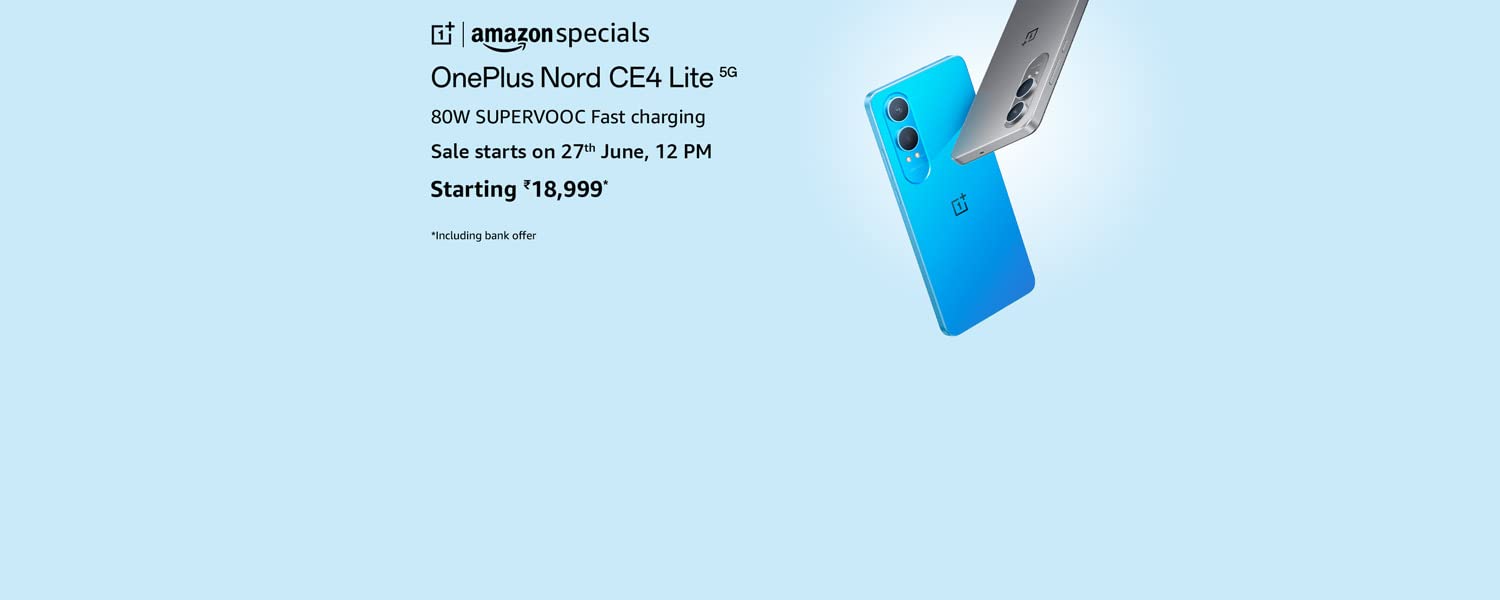 amazonspecials
OnePlus Nord CE4 Lite 5G
80W SUPERVOOC Fast charging
Sale starts on 27th June, 12 PM
Starting ₹18,999*
*Including bank offer